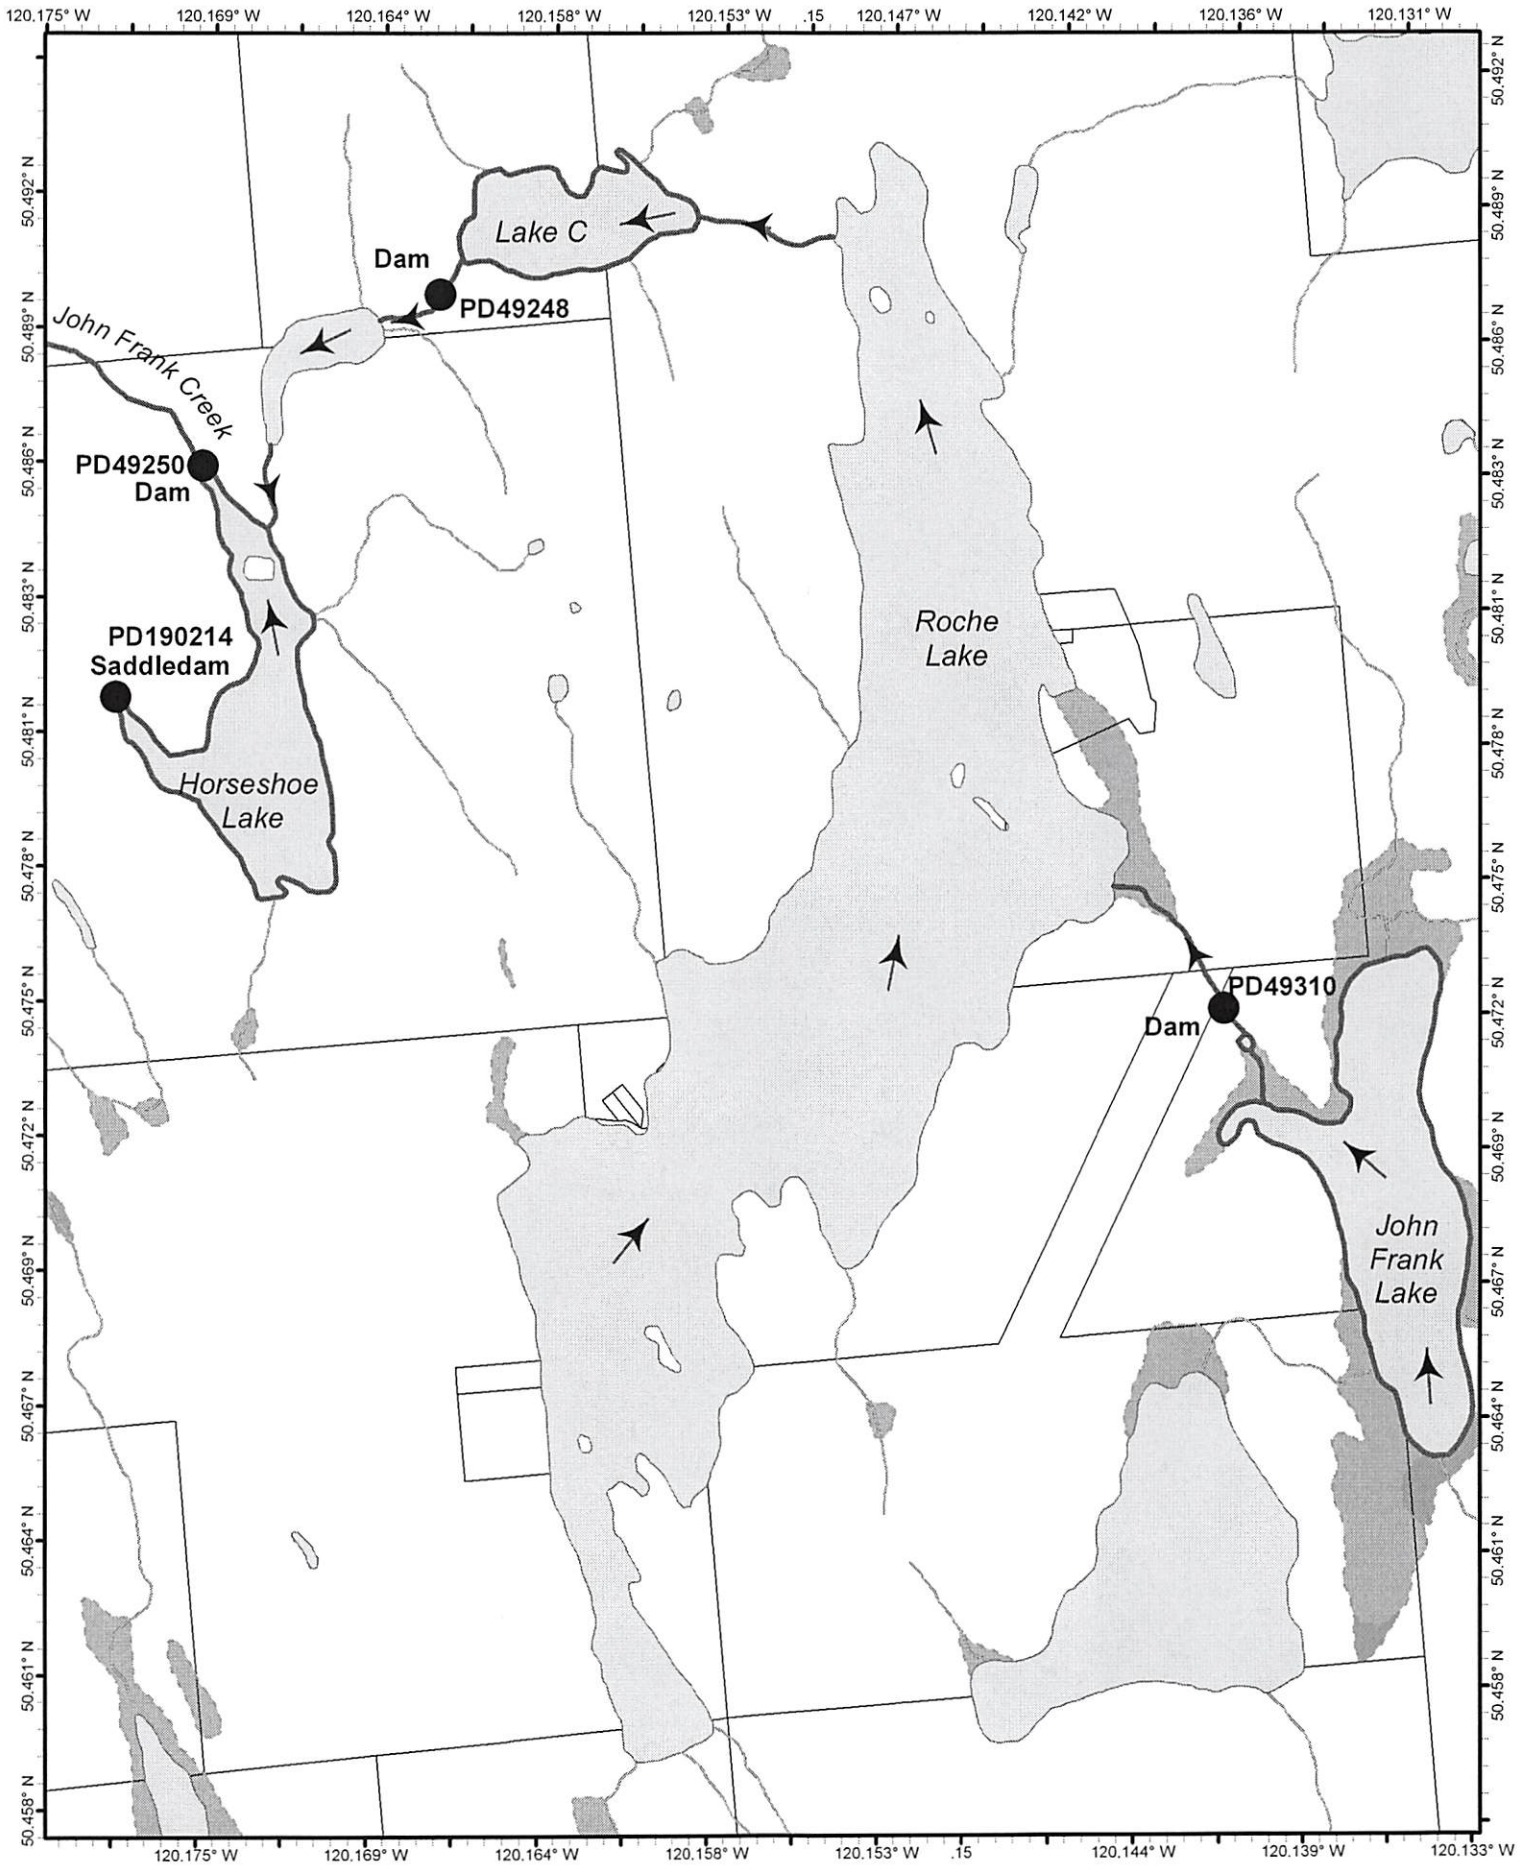 120.175° W
120.169° W
120.164° W
120.158° W
120.153° W
.15
120.147° W
120.142° W
120.136° W
120.131° W
50.492° N
50.489° N
50.486° N
50.483° N
50.481° N
50.478° N
50.475° N
50.472° N
50.469° N
50.467° N
50.464° N
50.461° N
50.458° N
Lake C
Dam
PD49248
John Frank Creek
PD49250
Dam
PD190214
Saddledam
Horseshoe
Lake
Roche
Lake
PD49310
Dam
John
Frank
Lake
50.492° N
50.489° N
50.486° N
50.483° N
50.481° N
50.478° N
50.475° N
50.472° N
50.469° N
50.467° N
50.464° N
50.461° N
50.458° N
120.175° W
120.169° W
120.164° W
120.158° W
120.153° W
.15
120.144° W
120.139° W
120.133° W